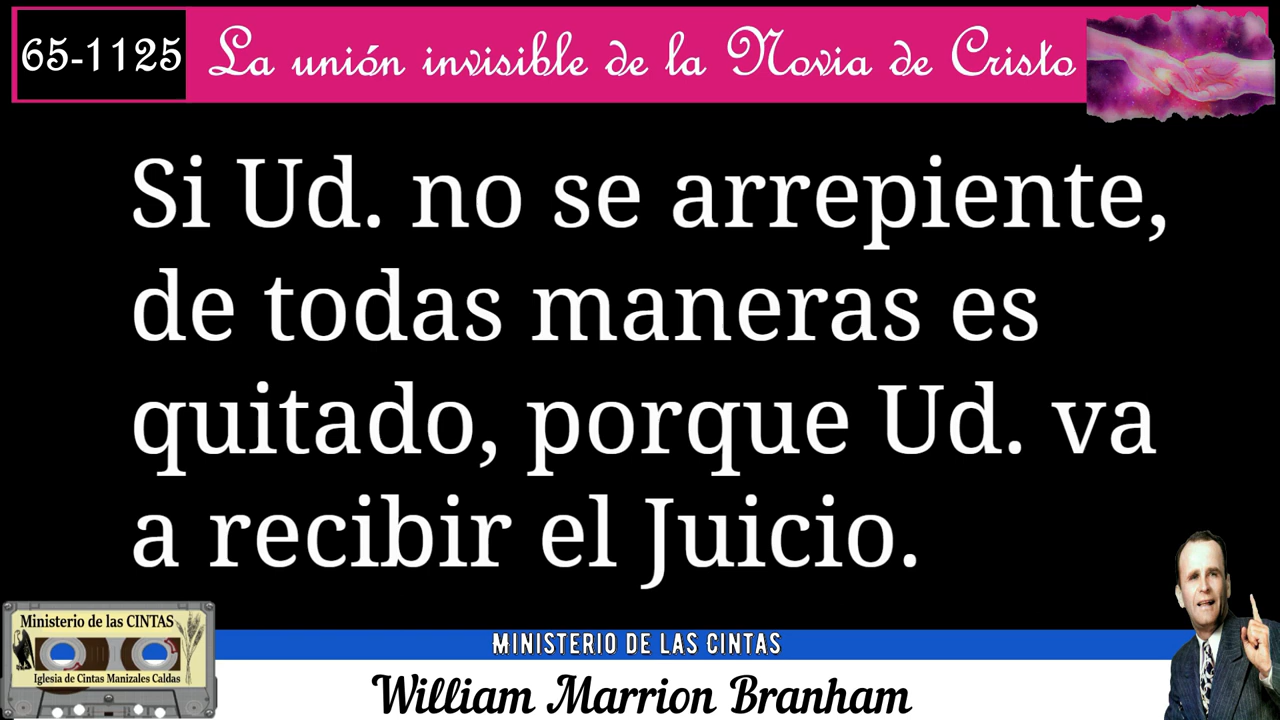 65-1125 La unión invisible de la Novia de Cristo
Si Ud. no se arrepiente,
de todas maneras es
quitado, porque Ud. va
a recibir el Juicio.
Ministerio de las CINTAS
Iglesia de Cintas Manizales Caldas
MINISTERIO DE LAS CINTAS
William Marrion Branham